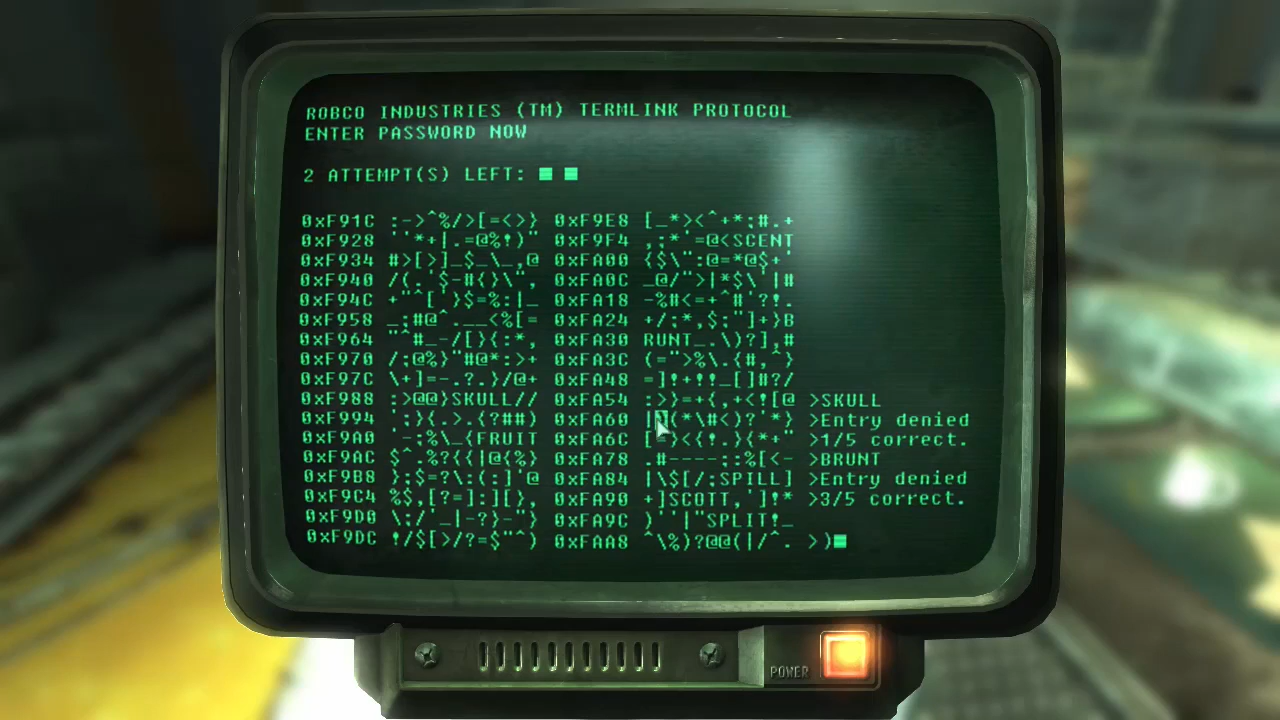 ROBCO INDUSTRIES (TM) TERMLINK PROTOCOL
ENTER PASSWORD NOW
2 ATTEMPT(S) LEFT: ■ ■
0xF91C :->^%/>[=<>} 0xF9E8 [_*><^+*;#.+
0xF928 !"*+|.=@%!)" 0xF9F4 ,;*'=@<SCENT
0xF934 #>[>]_$_\_,@ 0xFA00 {$\":@=*@$+'
0xF940 /(,'$-#{}\", 0xFA0C _@/">|*$\'|#
0xF94C +"^['}$=%:|_ 0xFA18 -%#<=+^#'?!.
0xF958 _;#@^.__<%[= 0xFA24 +/;*,$;"]+}B
0xF964 "^#_-/[}{:*, 0xFA30 RUNT_.\)?],#
0xF970 /;@%}"#@*:>+ 0xFA3C (=">%\.{#,^}
0xF97C \+]=-.?.}/@+ 0xFA48 =]!+!!_[]#?/
0xF988 :>@@}SKULL// 0xFA54 :>}=+{,+<![@ >SKULL
0xF994 ':}{.>.{?##) 0xFA60 |\(*\#<)?'*} >Entry denied
0xF9A0 '-;%\_{FRUIT 0xFA6C }<{!.}{*+" >1/5 correct.
0xF9AC $^.%?{{|@{%} 0xFA78 .#----;:%[<- >BRUNT
0xF9B8 };$=?\:(:]'@ 0xFA84 |\$[/;SPILL] >Entry denied
0xF9C4 %$,[?=]:][}, 0xFA90 +]SCOTT,']!* >3/5 correct.
0xF9D0 \;/'_|-?}-"} 0xFA9C )''|"SPLIT!_
0xF9DC !/$[>/?=$"^) 0xFAA8 ^\%)?@@(|/^. >)■
POWER